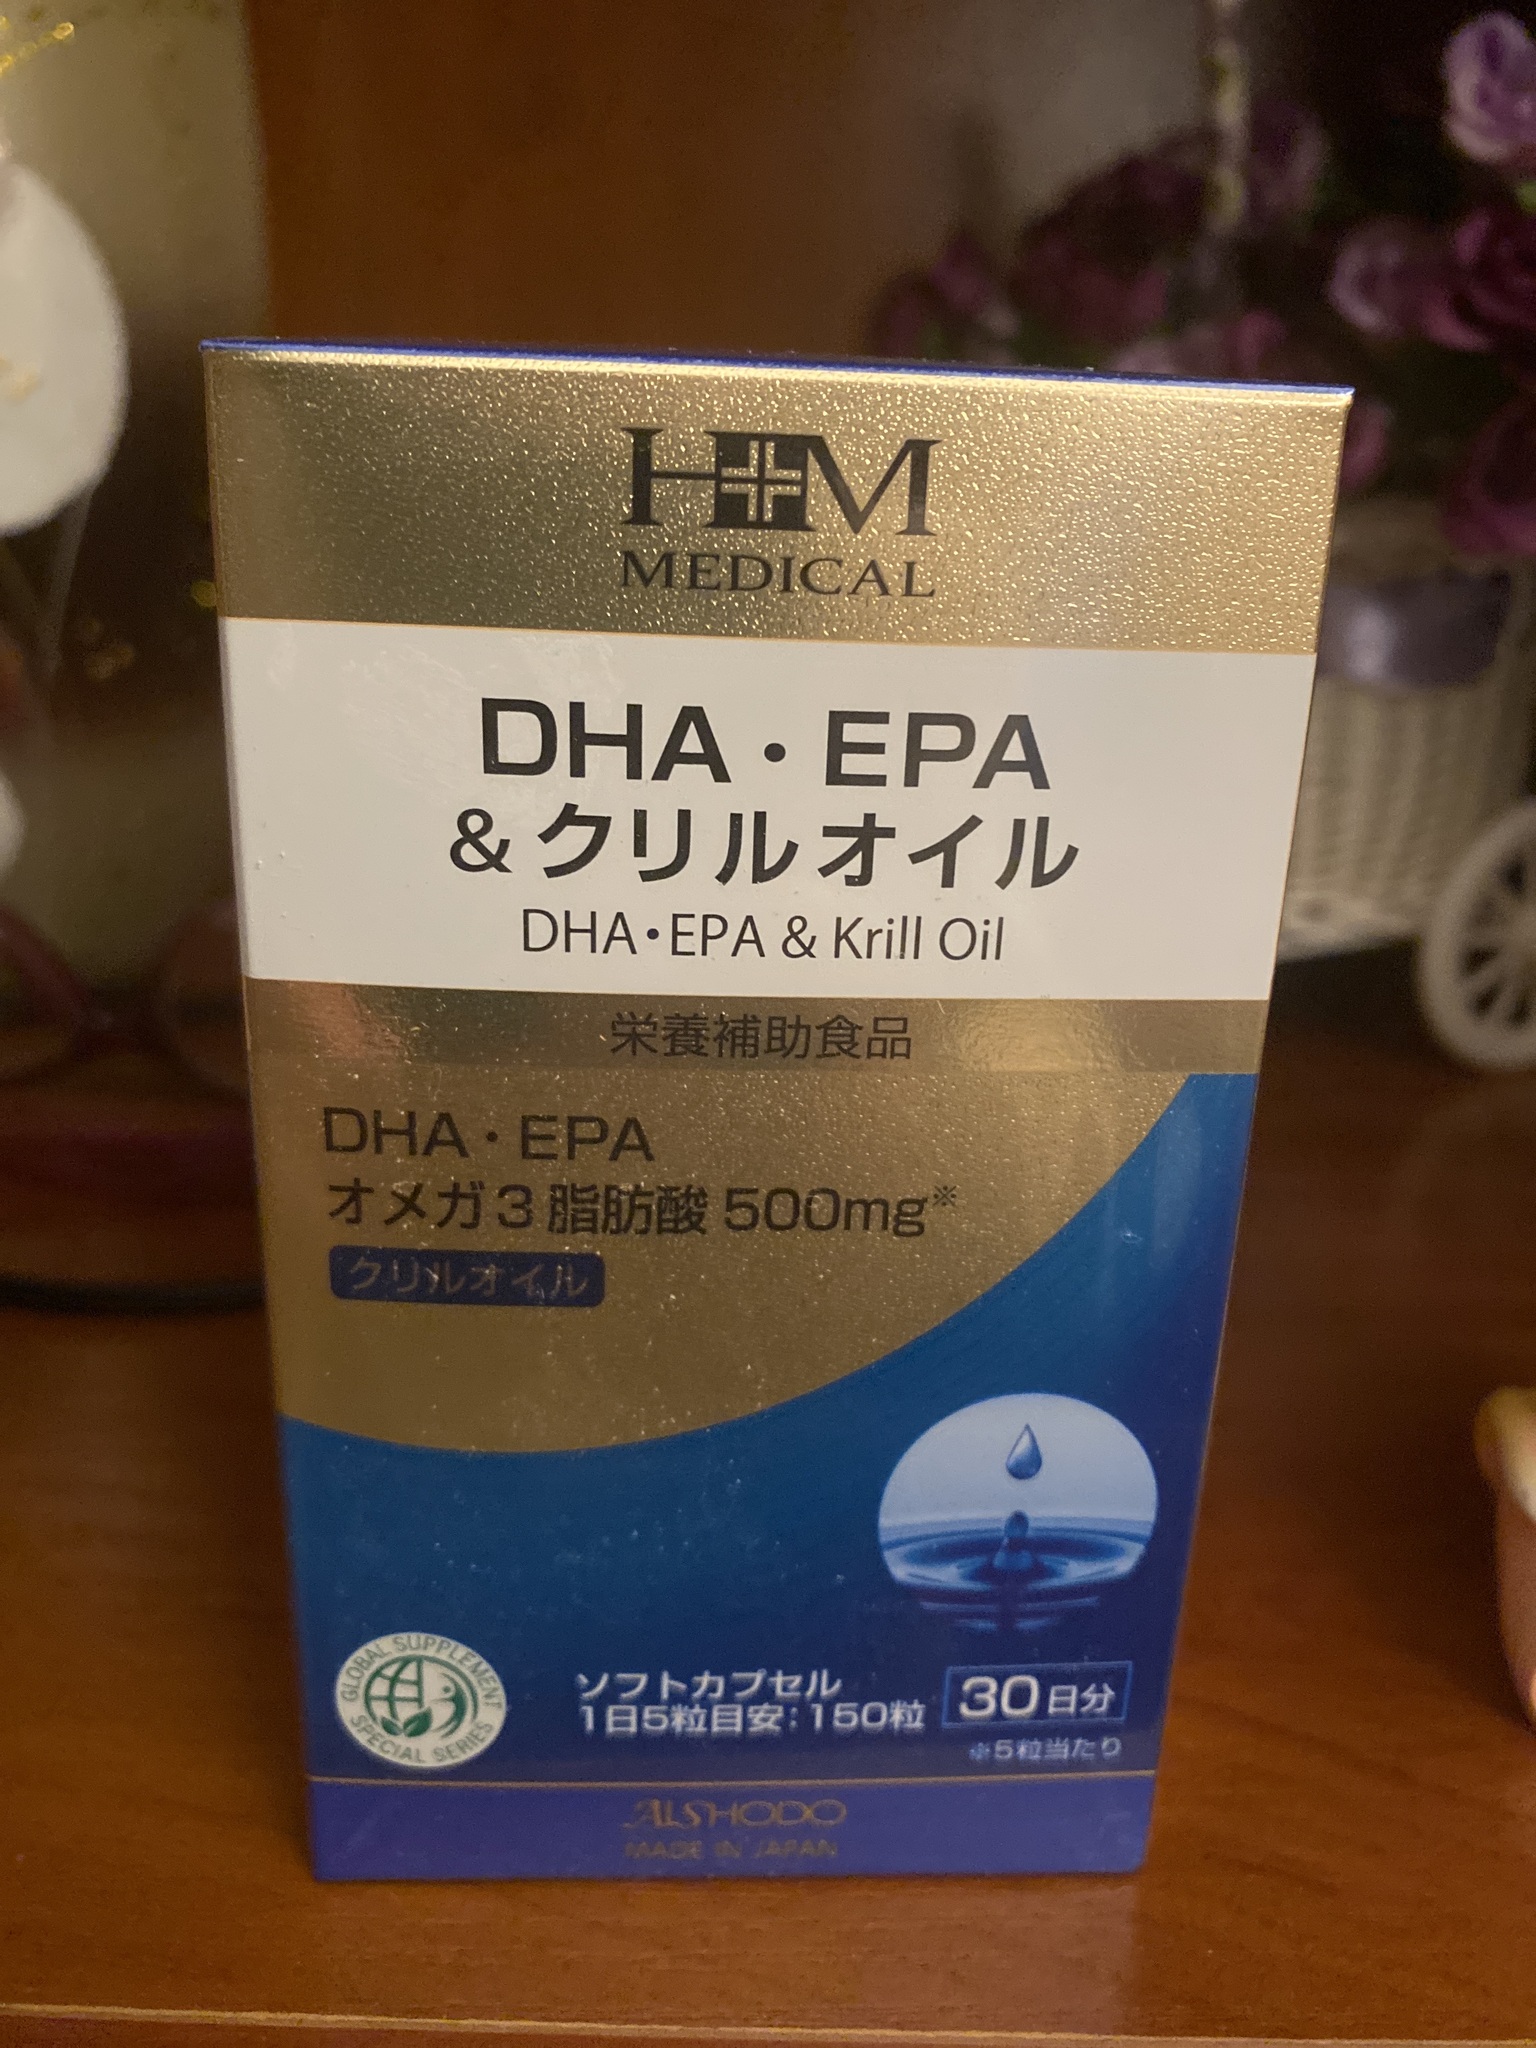 HM
MEDICAL
DHA・EPA
&クリルオイル
DHA・EPA & Krill Oil
栄養補助食品
DHA・EPA
オメガ3脂肪酸 500mg※
クリルオイル
GLOBAL SUPPLEMENT
SPECIAL SERIES
ソフトカプセル
1日5粒目安:150粒
30日分
※5粒当たり
AISHODO
MADE IN JAPAN